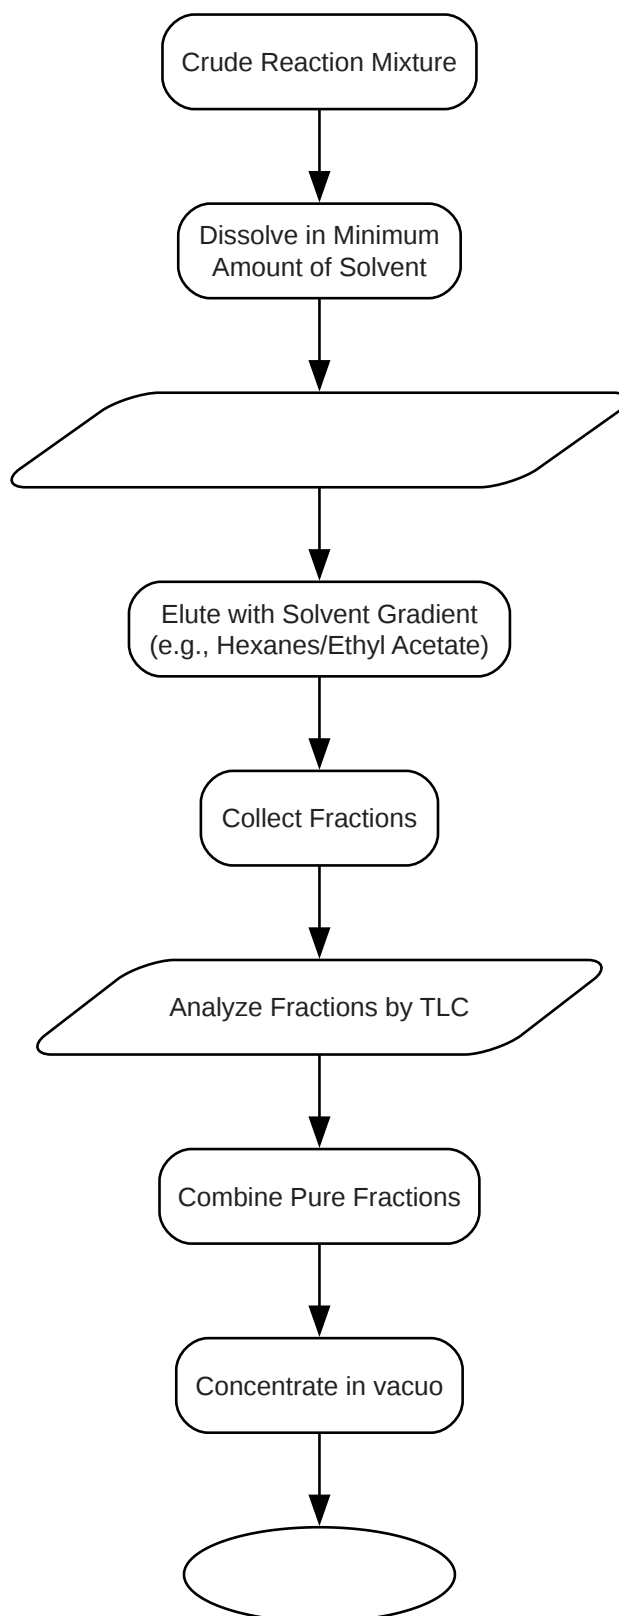 Crude Reaction Mixture
Dissolve in Minimum
Amount of Solvent
Elute with Solvent Gradient
(e.g., Hexanes/Ethyl Acetate)
Collect Fractions
Analyze Fractions by TLC
Combine Pure Fractions
Concentrate in vacuo